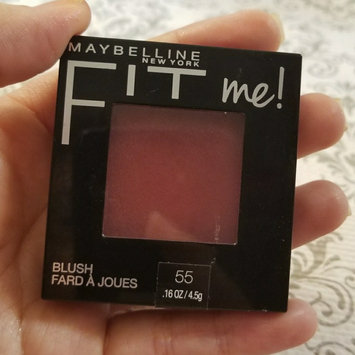 MAYBELLINE
NEW YORK
FIT me!
BLUSH
FARD À JOUES
55
.16 OZ / 4.5g